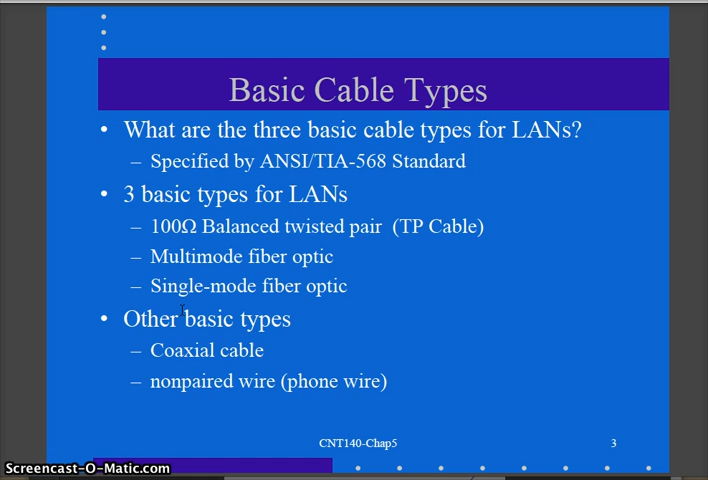 Basic Cable Types
• What are the three basic cable types for LANs?
– Specified by ANSI/TIA-568 Standard
• 3 basic types for LANs
– 100Ω Balanced twisted pair (TP Cable)
– Multimode fiber optic
– Single-mode fiber optic
• Other basic types
– Coaxial cable
– nonpaired wire (phone wire)
CNT140-Chap5 3
Screencast-O-Matic.com